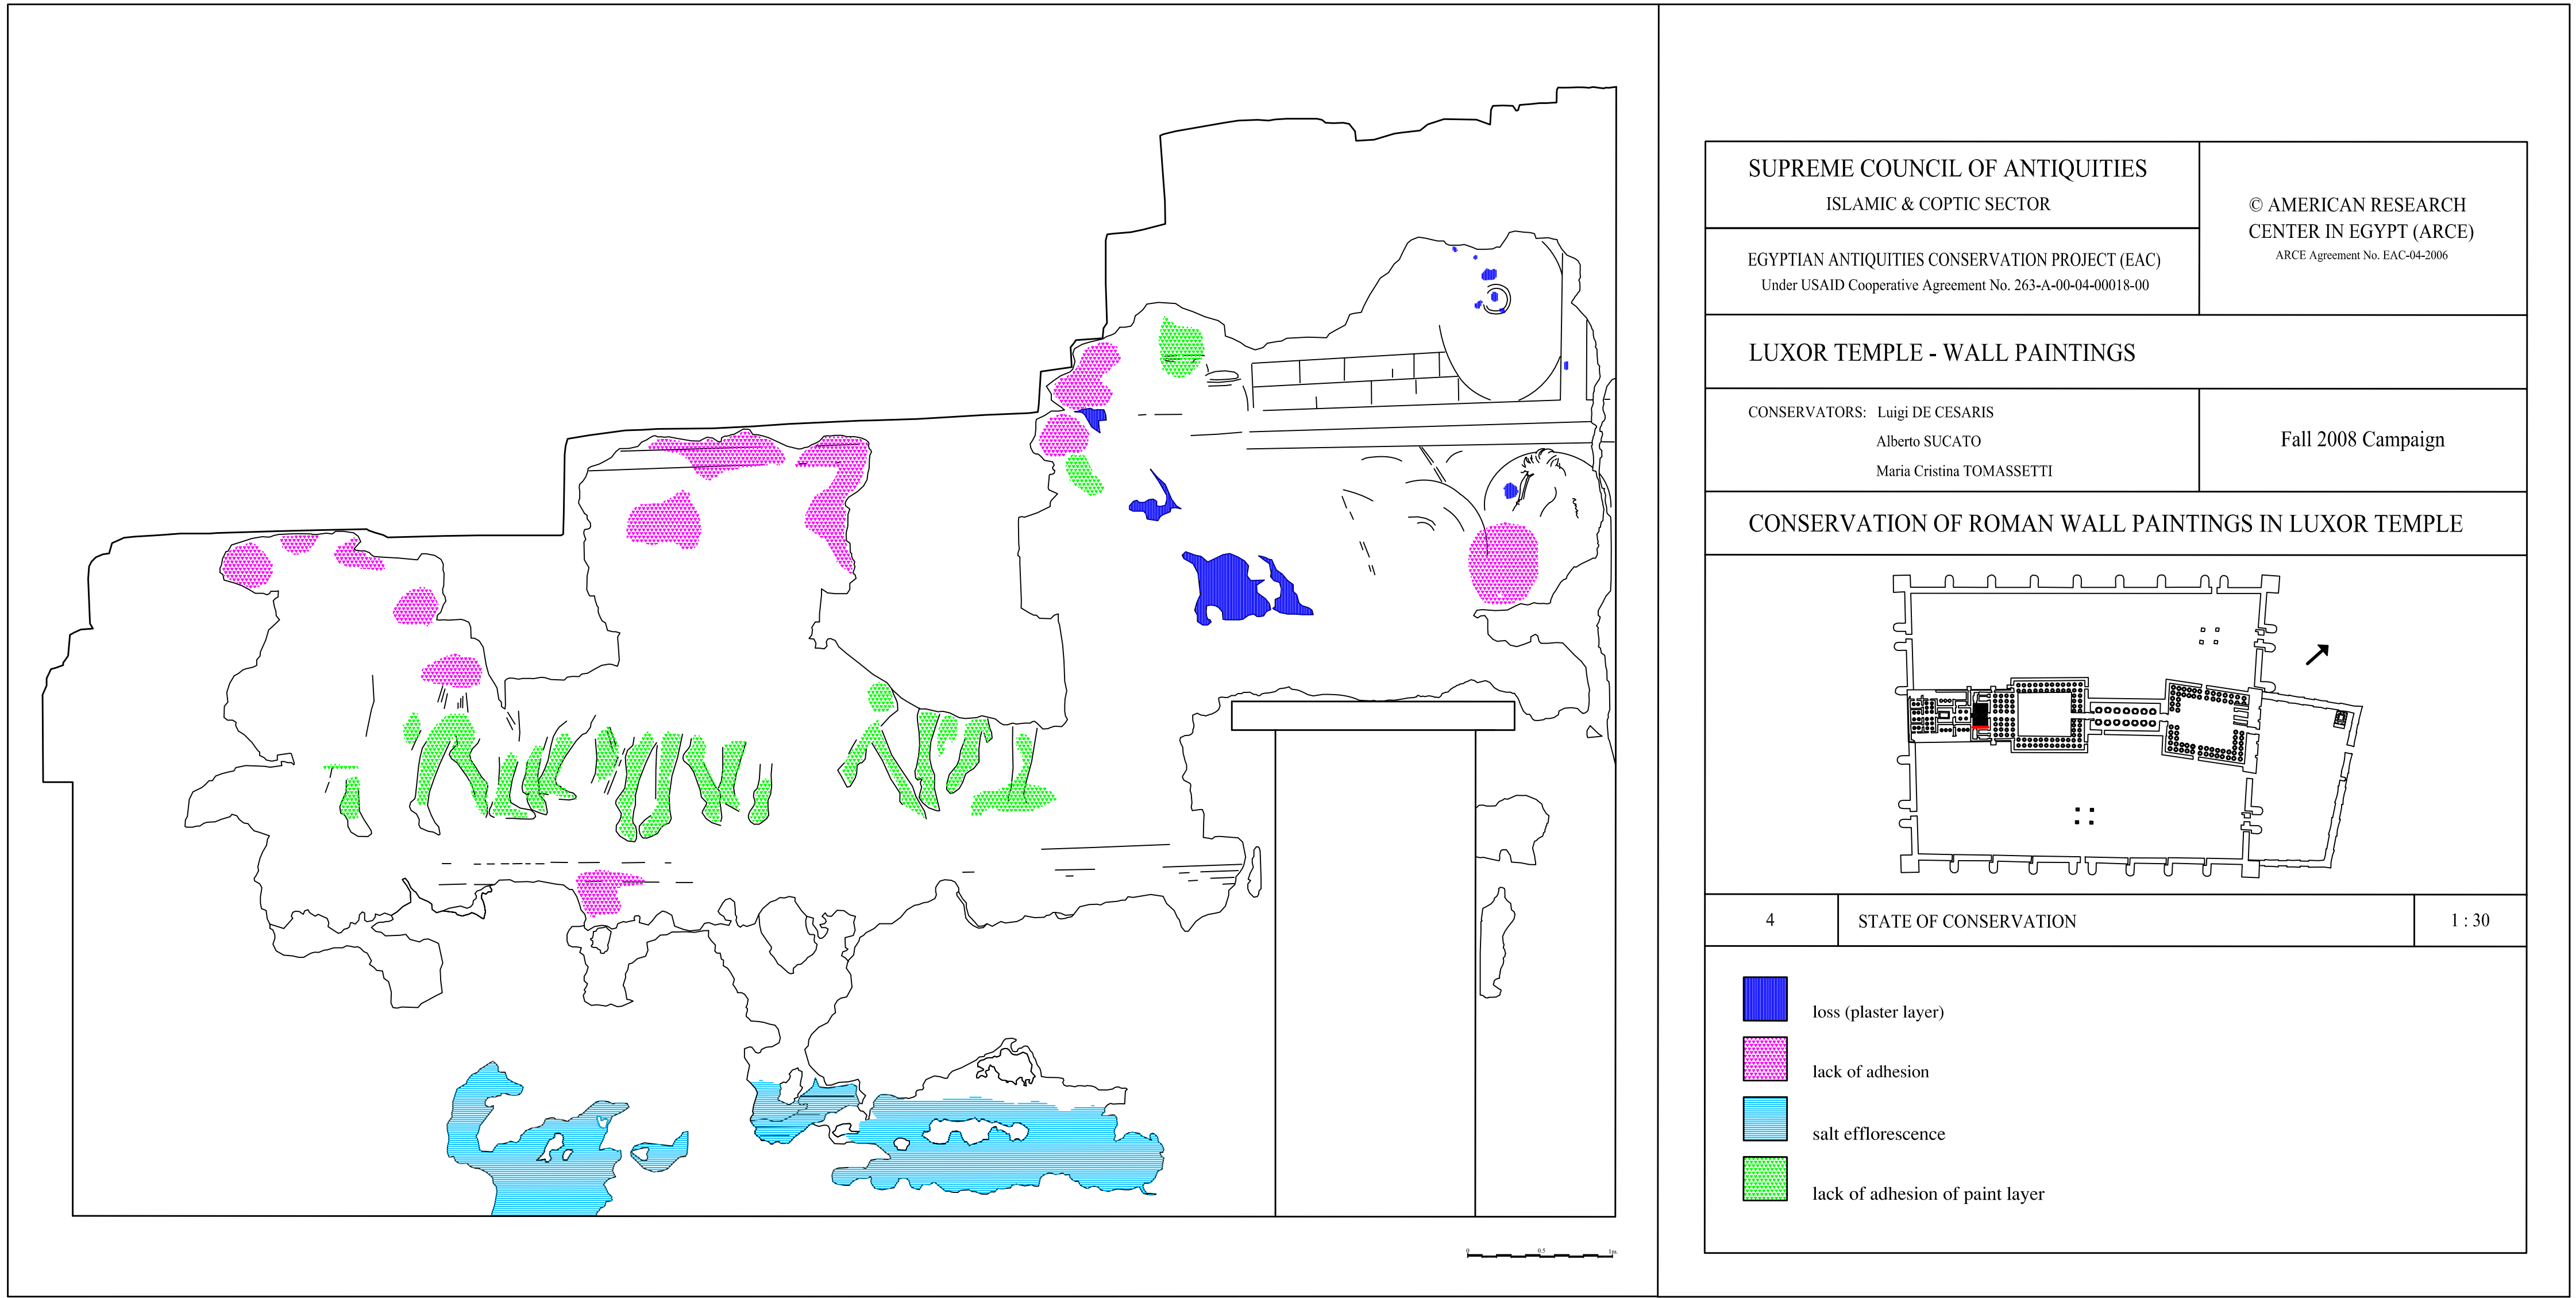 SUPREME COUNCIL OF ANTIQUITIES
ISLAMIC & COPTIC SECTOR
© AMERICAN RESEARCH
CENTER IN EGYPT (ARCE)
ARCE Agreement No. EAC-04-2006
EGYPTIAN ANTIQUITIES CONSERVATION PROJECT (EAC)
Under USAID Cooperative Agreement No. 263-A-00-04-00018-00
LUXOR TEMPLE - WALL PAINTINGS
CONSERVATORS: Luigi DE CESARIS
Alberto SUCATO
Maria Cristina TOMASSETTI
Fall 2008 Campaign
CONSERVATION OF ROMAN WALL PAINTINGS IN LUXOR TEMPLE
4 STATE OF CONSERVATION 1 : 30
loss (plaster layer)
lack of adhesion
salt efflorescence
lack of adhesion of paint layer
0 0.5 1m